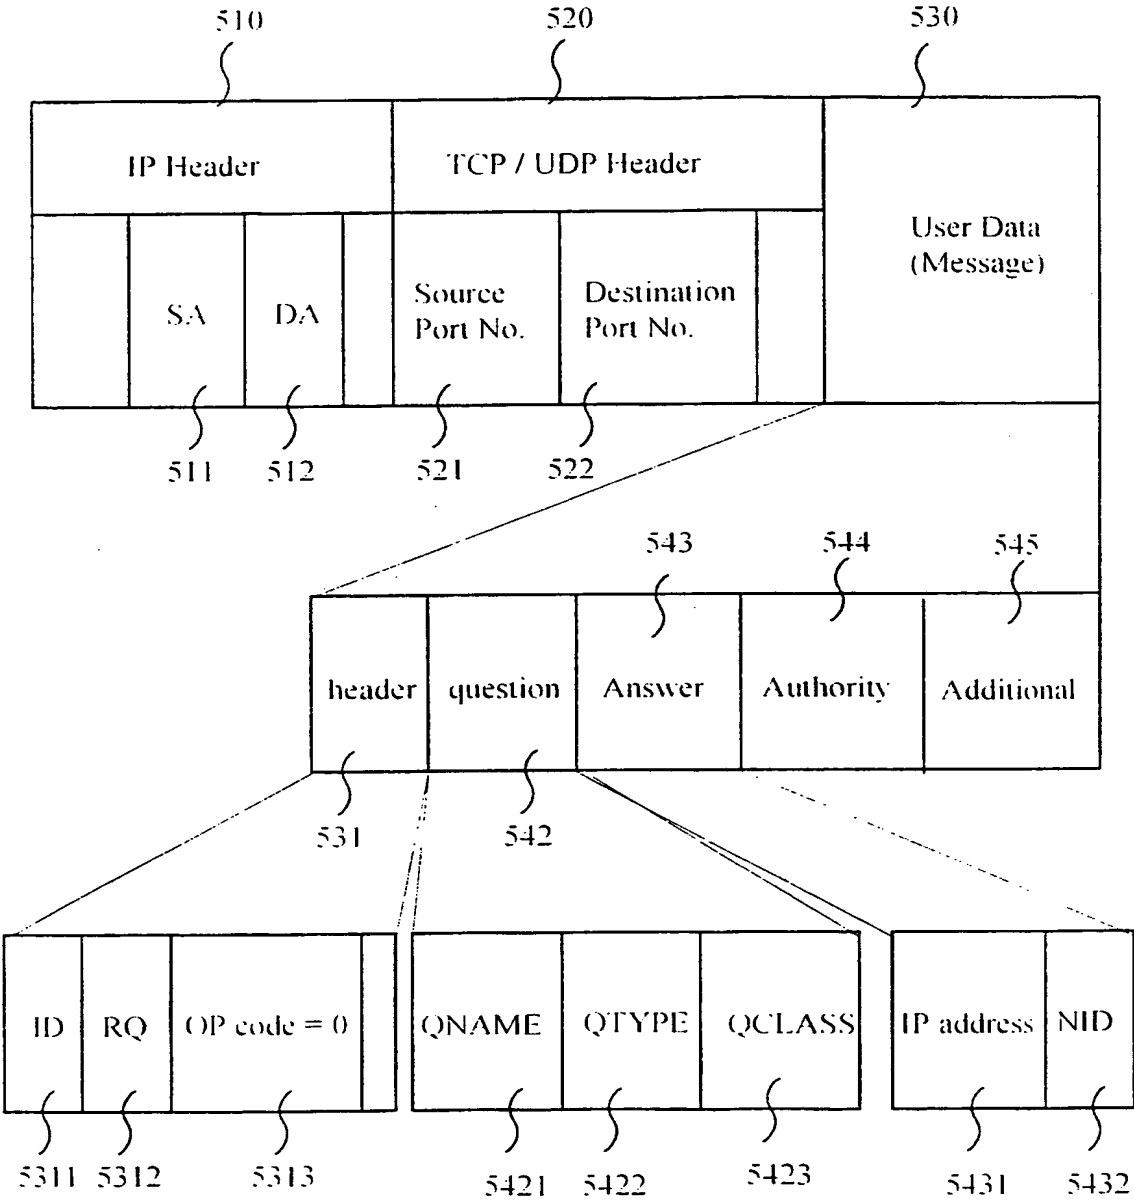 510
520
530
IP Header
TCP / UDP Header
User Data
(Message)
SA
DA
Source
Port No.
Destination
Port No.
511
512
521
522
543
544
545
header
question
Answer
Authority
Additional
531
542
ID
RQ
OP code = 0
QNAME
QTYPE
QCLASS
IP address
NID
5311
5312
5313
5421
5422
5423
5431
5432